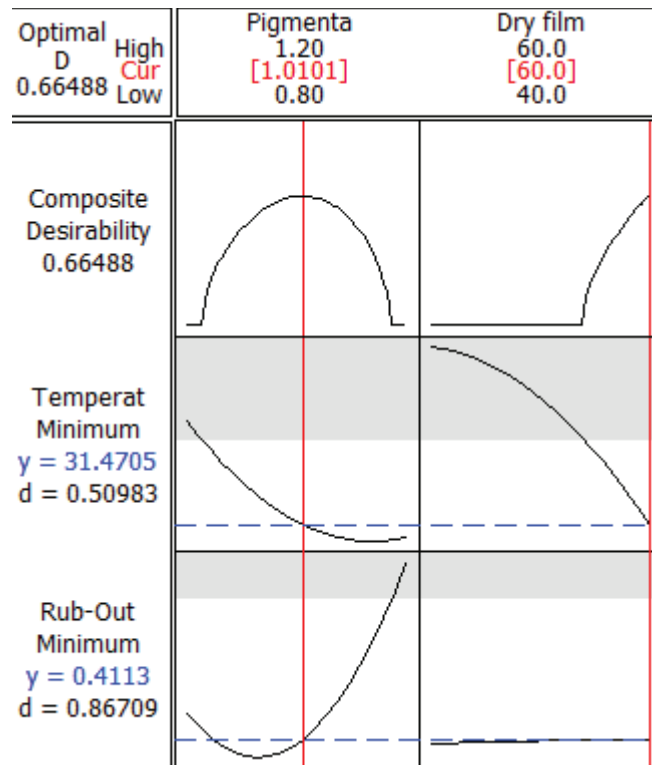 Optimal
D
0.66488
High
Cur
Low
Pigmenta
1.20
[1.0101]
0.80
Dry film
60.0
[60.0]
40.0
Composite
Desirability
0.66488
Temperat
Minimum
y = 31.4705
d = 0.50983
Rub-Out
Minimum
y = 0.4113
d = 0.86709